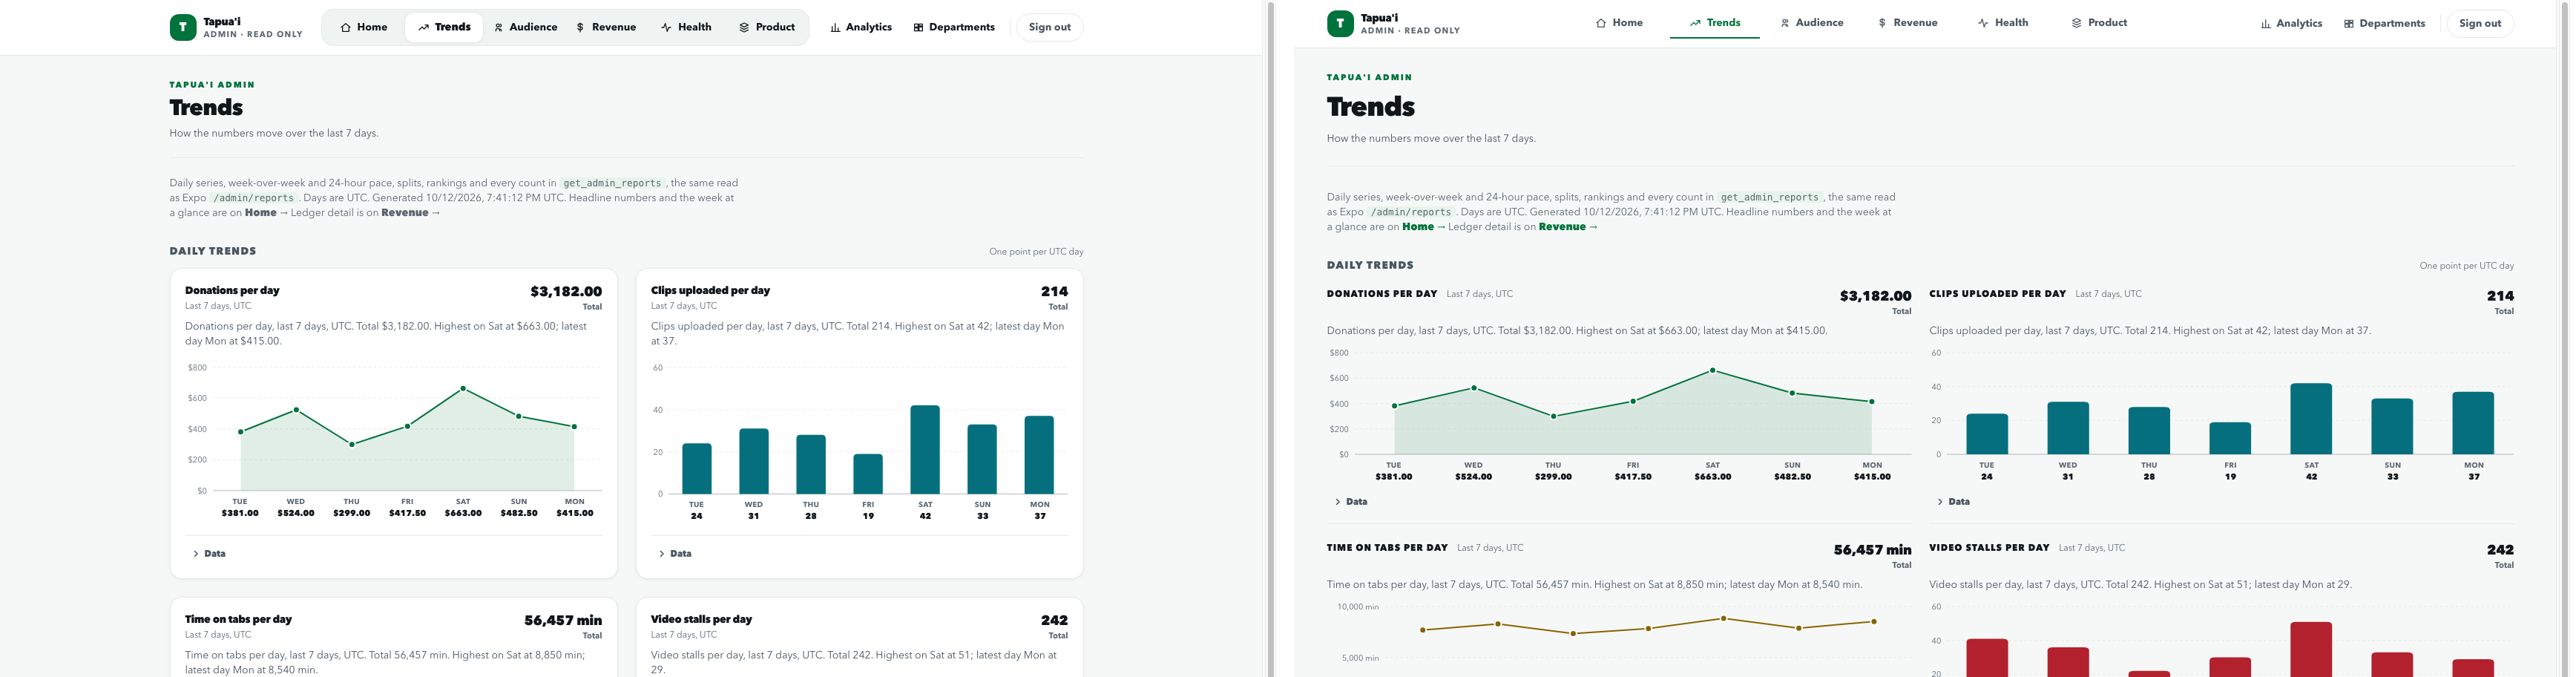 T
Tapua'i
ADMIN · READ ONLY
Home
Trends
Audience
Revenue
Health
Product
Analytics
Departments
Sign out
TAPUA'I ADMIN
Trends
How the numbers move over the last 7 days.
Daily series, week-over-week and 24-hour pace, splits, rankings and every count in get_admin_reports, the same read
as Expo /admin/reports. Days are UTC. Generated 10/12/2026, 7:41:12 PM UTC. Headline numbers and the week at
a glance are on Home → Ledger detail is on Revenue →
DAILY TRENDS
One point per UTC day
Donations per day
$3,182.00
Last 7 days, UTC
Total
Donations per day, last 7 days, UTC. Total $3,182.00. Highest on Sat at $663.00; latest
day Mon at $415.00.
$800
$600
$400
$200
$0
TUE WED THU FRI SAT SUN MON
$381.00 $524.00 $299.00 $417.50 $663.00 $482.50 $415.00
Data
Clips uploaded per day
214
Last 7 days, UTC
Total
Clips uploaded per day, last 7 days, UTC. Total 214. Highest on Sat at 42; latest day Mon
at 37.
60
40
20
0
TUE WED THU FRI SAT SUN MON
24 31 28 19 42 33 37
Data
Time on tabs per day
56,457 min
Last 7 days, UTC
Total
Time on tabs per day, last 7 days, UTC. Total 56,457 min. Highest on Sat at 8,850 min;
latest day Mon at 8,540 min.
Video stalls per day
242
Last 7 days, UTC
Total
Video stalls per day, last 7 days, UTC. Total 242. Highest on Sat at 51; latest day Mon at
29.
T
Tapua'i
ADMIN · READ ONLY
Home
Trends
Audience
Revenue
Health
Product
Analytics
Departments
Sign out
TAPUA'I ADMIN
Trends
How the numbers move over the last 7 days.
Daily series, week-over-week and 24-hour pace, splits, rankings and every count in get_admin_reports, the same read
as Expo /admin/reports. Days are UTC. Generated 10/12/2026, 7:41:12 PM UTC. Headline numbers and the week at
a glance are on Home → Ledger detail is on Revenue →
DAILY TRENDS
One point per UTC day
DONATIONS PER DAY Last 7 days, UTC
$3,182.00
Total
Donations per day, last 7 days, UTC. Total $3,182.00. Highest on Sat at $663.00; latest day Mon at $415.00.
$800
$600
$400
$200
$0
TUE WED THU FRI SAT SUN MON
$381.00 $524.00 $299.00 $417.50 $663.00 $482.50 $415.00
Data
CLIPS UPLOADED PER DAY Last 7 days, UTC
214
Total
Clips uploaded per day, last 7 days, UTC. Total 214. Highest on Sat at 42; latest day Mon at 37.
60
40
20
0
TUE WED THU FRI SAT SUN MON
24 31 28 19 42 33 37
Data
TIME ON TABS PER DAY Last 7 days, UTC
56,457 min
Total
Time on tabs per day, last 7 days, UTC. Total 56,457 min. Highest on Sat at 8,850 min; latest day Mon at 8,540 min.
10,000 min
5,000 min
VIDEO STALLS PER DAY Last 7 days, UTC
242
Total
Video stalls per day, last 7 days, UTC. Total 242. Highest on Sat at 51; latest day Mon at 29.
60
40
20